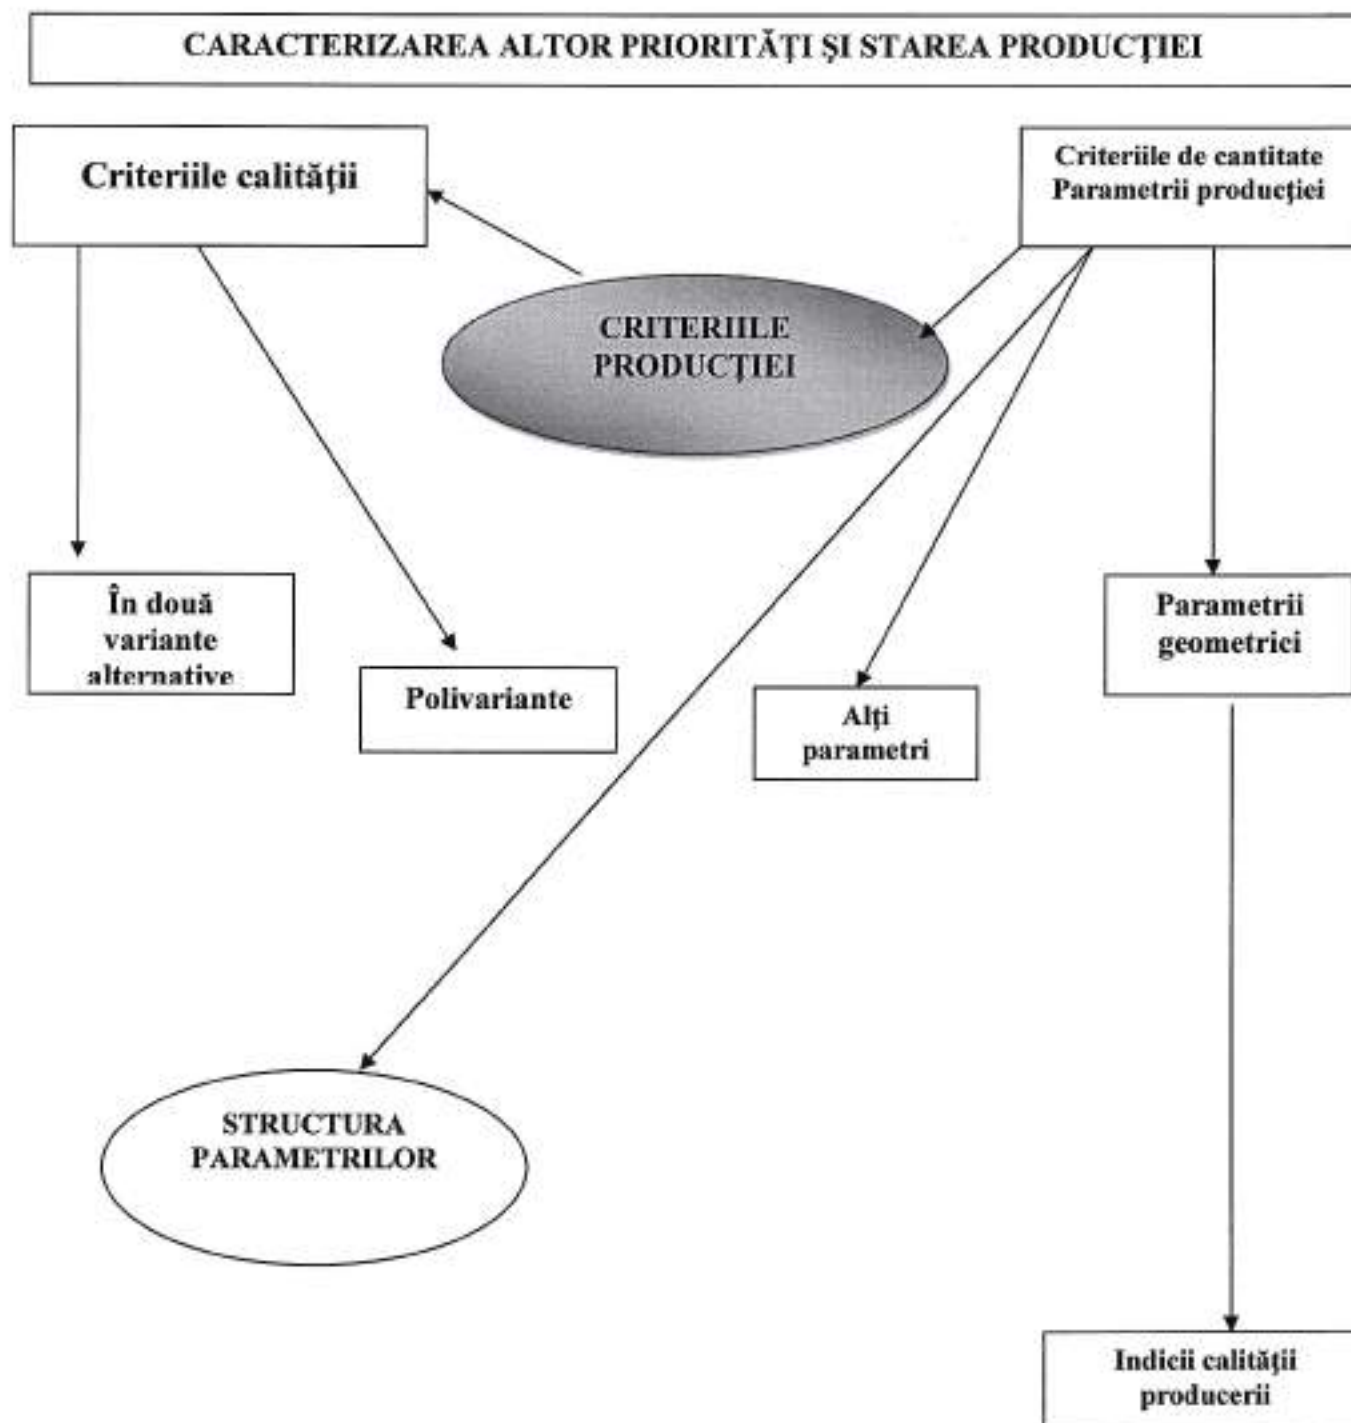 CARACTERIZAREA ALTOR PRIORITĂŢI ŞI STAREA PRODUCŢIEI
Criteriile calităţii
Criteriile de cantitate
Parametrii producţiei
CRITERIILE
PRODUCŢIEI
În două
variante
alternative
Polivariante
Alţi
parametri
Parametrii
geometrici
STRUCTURA
PARAMETRILOR
Indicii calităţii
producerii